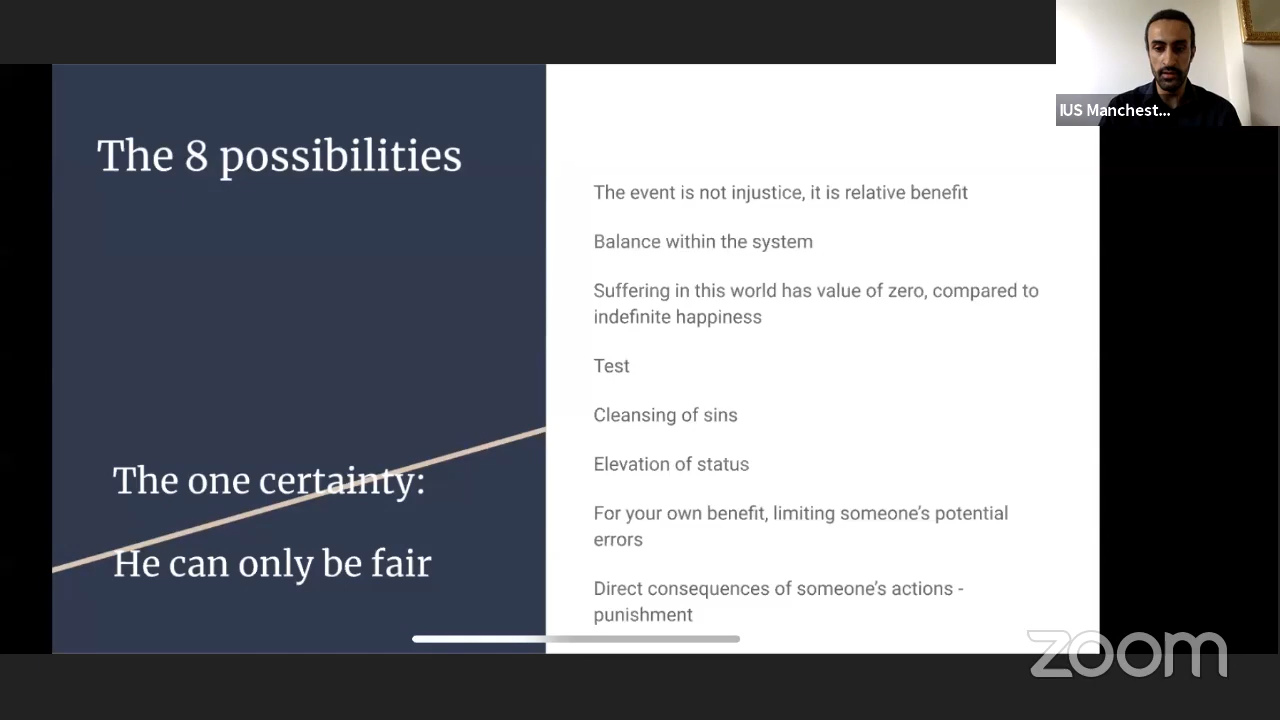 The 8 possibilities
The one certainty:
He can only be fair
The event is not injustice, it is relative benefit
Balance within the system
Suffering in this world has value of zero, compared to
indefinite happiness
Test
Cleansing of sins
Elevation of status
For your own benefit, limiting someone’s potential
errors
Direct consequences of someone’s actions -
punishment
IUS Manchest...
zoom